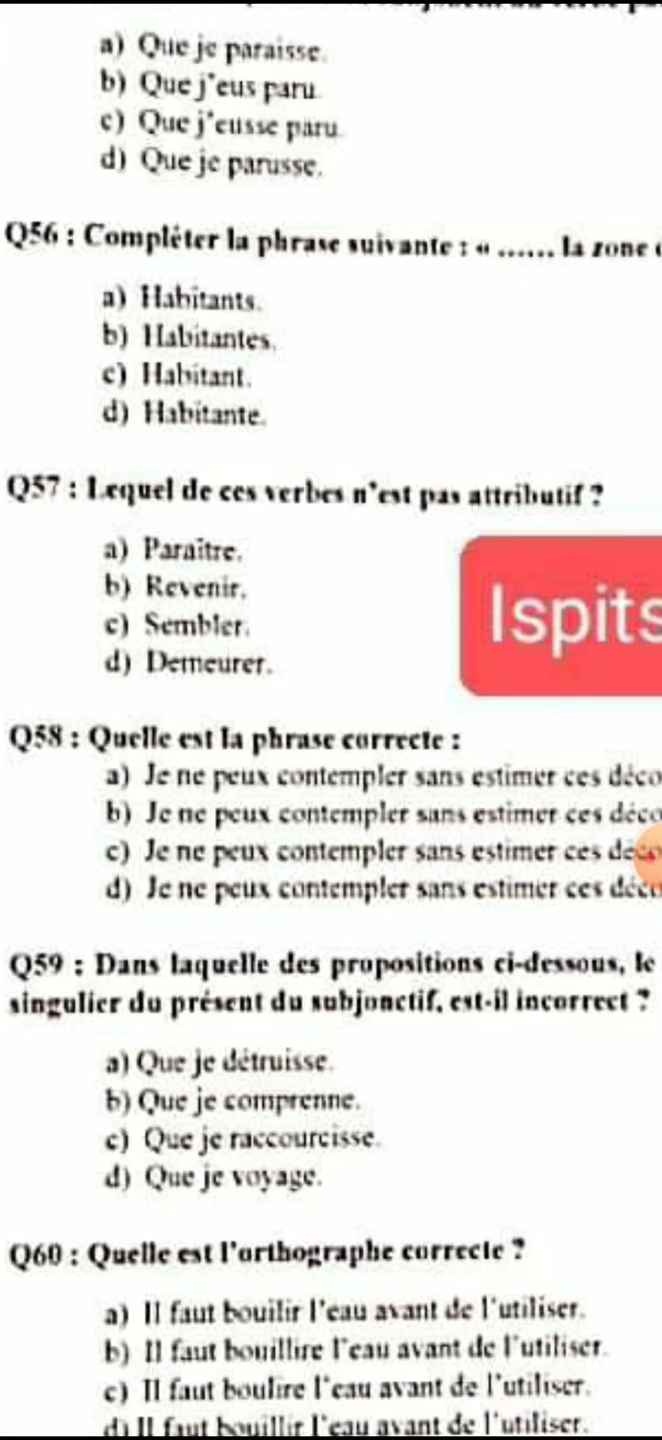 a) Que je paraisse.
b) Que j'eus paru
c) Que j'eusse paru
d) Que je parusse.
Q56 : Compléter la phrase suivante : « ...... la zone
a) Habitants.
b) Habitantes.
c) Habitant.
d) Habitante.
Q57 : Lequel de ces verbes n'est pas attributif ?
a) Paraître.
b) Revenir.
Ispits
c) Sembler.
d) Demeurer.
Q58 : Quelle est la phrase correcte :
a) Je ne peux contempler sans estimer ces déco
b) Je ne peux contempler sans estimer ces déco
c) Je ne peux contempler sans estimer ces
d) Je ne peux contempler sans estimer ces
Q59 : Dans laquelle des propositions ci-dessous, le
singulier du présent du subjonctif, est-il incorrect ?
a) Que je détruisse.
b) Que je comprenne.
c) Que je raccourcisse.
d) Que je voyage.
Q60 : Quelle est l'orthographe correcte ?
a) Il faut bouilir l'eau avant de l'utiliser.
b) Il faut bouillire l'eau avant de l'utiliser.
c) Il faut boulire l'eau avant de l'utiliser.
d) Il faut bouillir l'eau avant de l'utiliser.